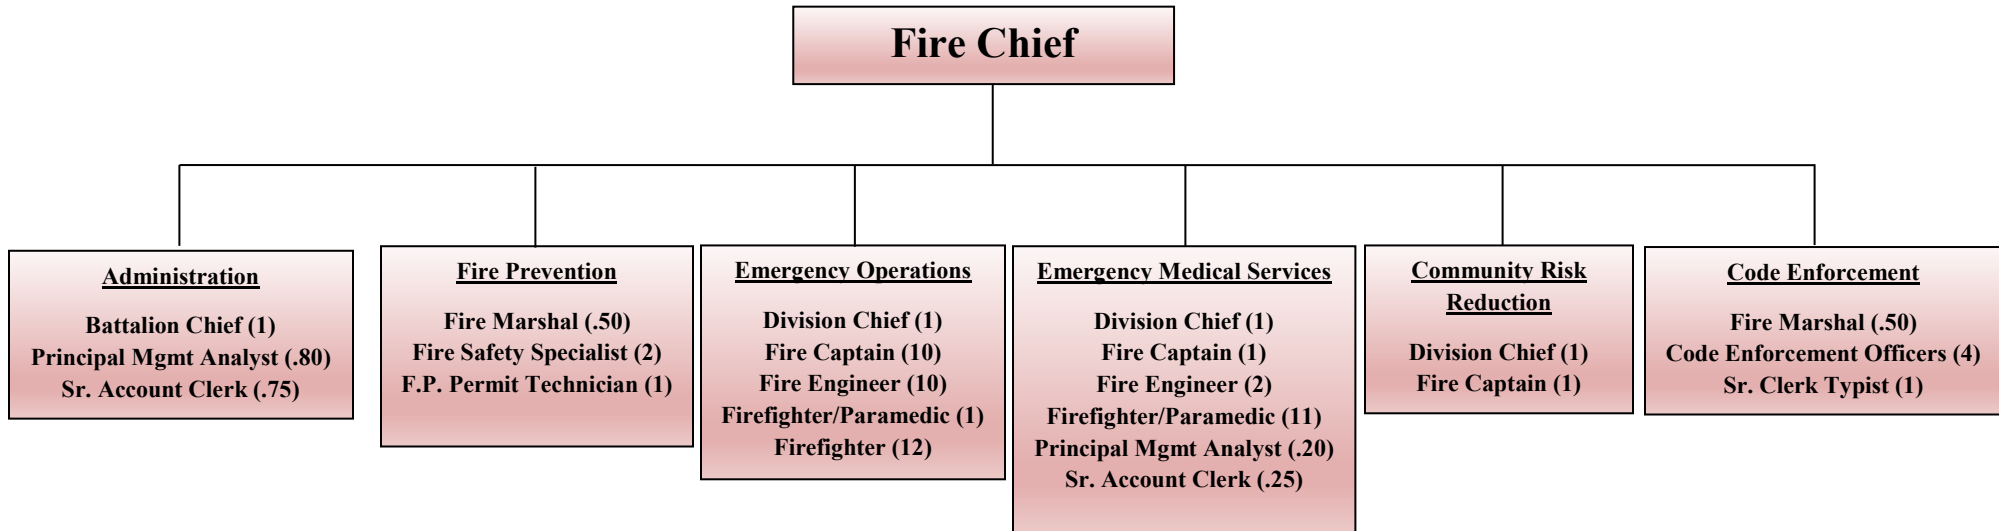 Fire Chief
Administration
Battalion Chief (1)
Principal Mgmt Analyst (.80)
Sr. Account Clerk (.75)
Fire Prevention
Fire Marshal (.50)
Fire Safety Specialist (2)
F.P. Permit Technician (1)
Emergency Operations
Division Chief (1)
Fire Captain (10)
Fire Engineer (10)
Firefighter/Paramedic (1)
Firefighter (12)
Emergency Medical Services
Division Chief (1)
Fire Captain (1)
Fire Engineer (2)
Firefighter/Paramedic (11)
Principal Mgmt Analyst (.20)
Sr. Account Clerk (.25)
Community Risk
Reduction
Division Chief (1)
Fire Captain (1)
Code Enforcement
Fire Marshal (.50)
Code Enforcement Officers (4)
Sr. Clerk Typist (1)